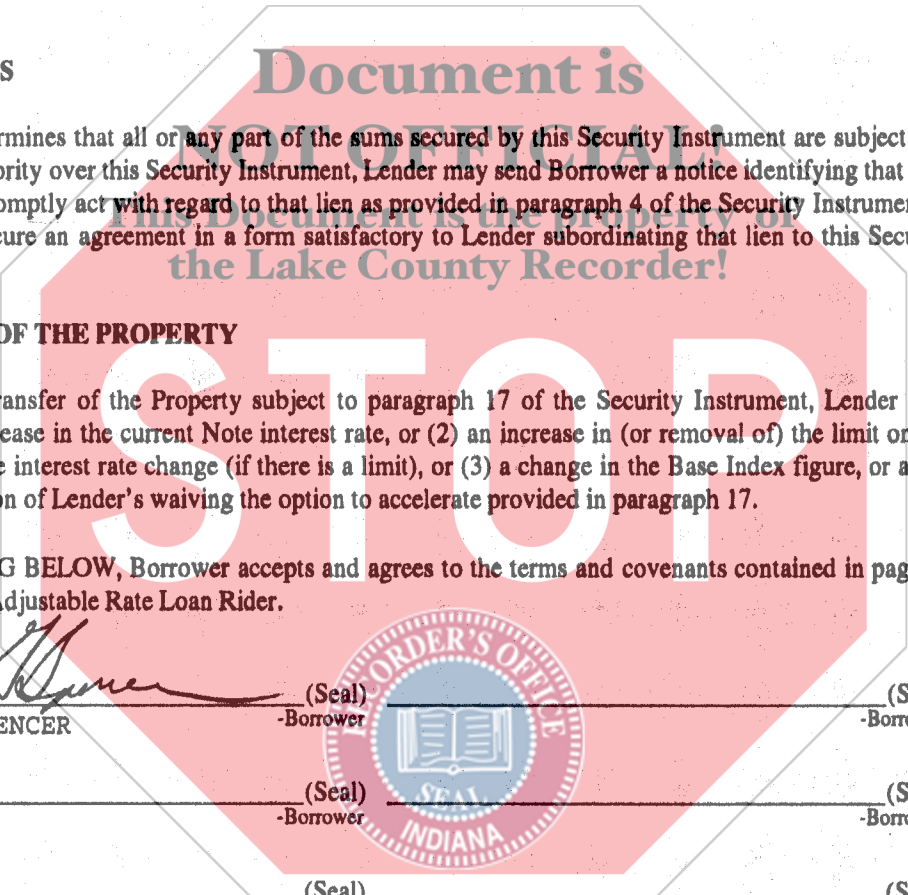 S
Document is
rmines that all or any part of the sums secured by this Security Instrument are subject
NOT OFFICIAL!
ority over this Security Instrument, Lender may send Borrower a notice identifying that
omptly act with regard to that lien as provided in paragraph 4 of the Security Instrumen
This Document is the property of
cure an agreement in a form satisfactory to Lender subordinating that lien to this Secu
the Lake County Recorder!
OF THE PROPERTY
ransfer of the Property subject to paragraph 17 of the Security Instrument, Lender
ease in the current Note interest rate, or (2) an increase in (or removal of) the limit on
e interest rate change (if there is a limit), or (3) a change in the Base Index figure, or a
on of Lender's waiving the option to accelerate provided in paragraph 17.
STOP
G BELOW, Borrower accepts and agrees to the terms and covenants contained in pag
Adjustable Rate Loan Rider.
Spencer
(Seal) (S
ENCER -Borrower -Borro
RECORDER'S OFFICE
(Seal) (S
-Borrower -Borro
SEAL
INDIANA
(Seal) (S